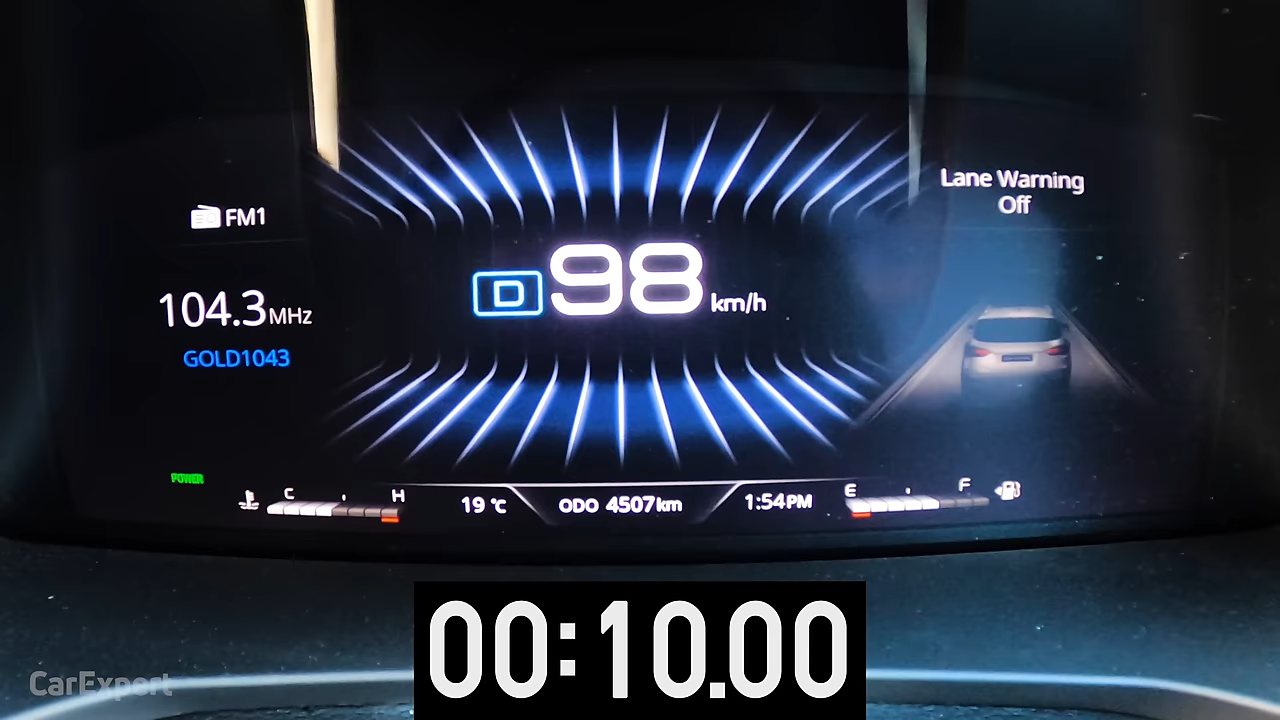 Lane Warning
Off
FM1
D 98 km/h
104.3MHz
GOLD1043
POWER
C H
E F
19 °C
ODO 4507km
1:54PM
00:10.00
CarExpert